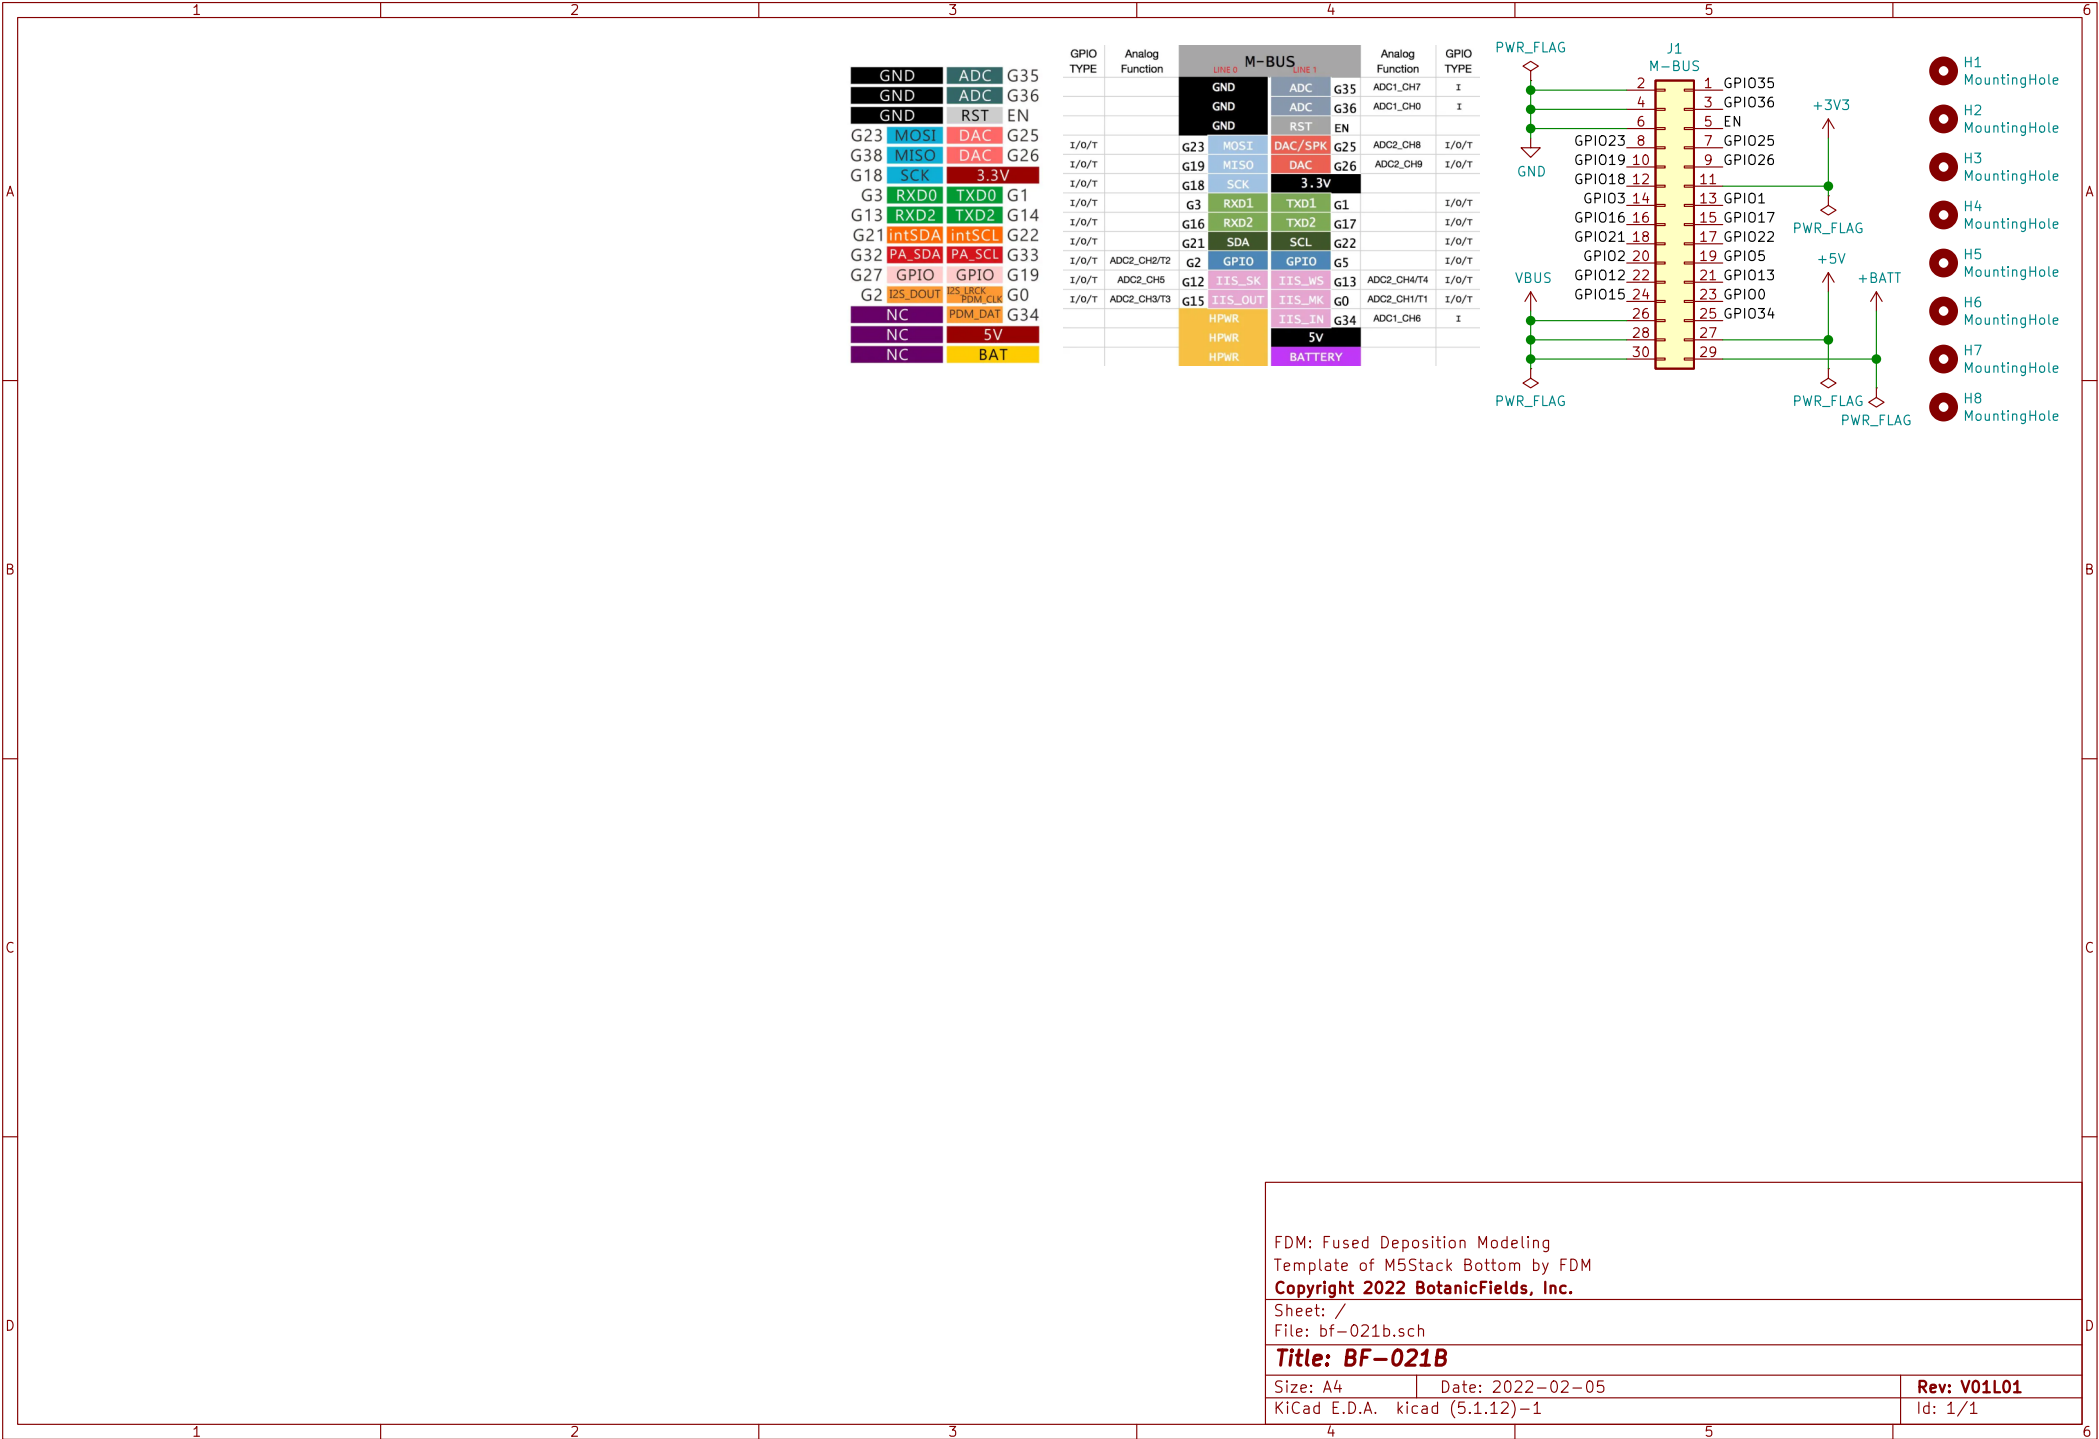 1 2 3 4 5 6
A B C D
GND ADC G35
GND ADC G36
GND RST EN
G23 MOSI DAC G25
G38 MISO DAC G26
G18 SCK 3.3V
G3 RXD0 TXD0 G1
G13 RXD2 TXD2 G14
G21 intSDA intSCL G22
G32 PA_SDA PA_SCL G33
G27 GPIO GPIO G19
G2 I2S_DOUT I2S_LRCK PDM_CLK G0
NC PDM_DAT G34
NC 5V
NC BAT
GPIO TYPE Analog Function M-BUS LINE 0 LINE 1 Analog Function GPIO TYPE
GND ADC G35 ADC1_CH7 I
GND ADC G36 ADC1_CH0 I
GND RST EN
I/O/T G23 MOSI DAC/SPK G25 ADC2_CH8 I/O/T
I/O/T G19 MISO DAC G26 ADC2_CH9 I/O/T
I/O/T G18 SCK 3.3V
I/O/T G3 RXD1 TXD1 G1 I/O/T
I/O/T G16 RXD2 TXD2 G17 I/O/T
I/O/T G21 SDA SCL G22 I/O/T
I/O/T ADC2_CH2/T2 G2 GPIO GPIO G5 I/O/T
I/O/T ADC2_CH5 G12 IIS_SK IIS_WS G13 ADC2_CH4/T4 I/O/T
I/O/T ADC2_CH3/T3 G15 IIS_OUT IIS_MK G0 ADC2_CH1/T1 I/O/T
HPWR IIS_IN G34 ADC1_CH6 I
HPWR 5V
HPWR BATTERY
PWR_FLAG
J1
M-BUS
2 1 GPIO35
4 3 GPIO36
6 5 EN
GPIO23 8 7 GPIO25
GPIO19 10 9 GPIO26
GPIO18 12 11
GPIO3 14 13 GPIO1
GPIO16 16 15 GPIO17
GPIO21 18 17 GPIO22
GPIO2 20 19 GPIO5
GPIO12 22 21 GPIO13
GPIO15 24 23 GPIO0
26 25 GPIO34
28 27
30 29
GND
VBUS
PWR_FLAG
+3V3
PWR_FLAG
+5V
+BATT
PWR_FLAG
PWR_FLAG
H1
MountingHole
H2
MountingHole
H3
MountingHole
H4
MountingHole
H5
MountingHole
H6
MountingHole
H7
MountingHole
H8
MountingHole
A B C D
FDM: Fused Deposition Modeling
Template of M5Stack Bottom by FDM
Copyright 2022 BotanicFields, Inc.
Sheet: /
File: bf-021b.sch
Title: BF-021B
Size: A4 Date: 2022-02-05 Rev: V01L01
KiCad E.D.A. kicad (5.1.12)-1 Id: 1/1
1 2 3 4 5 6